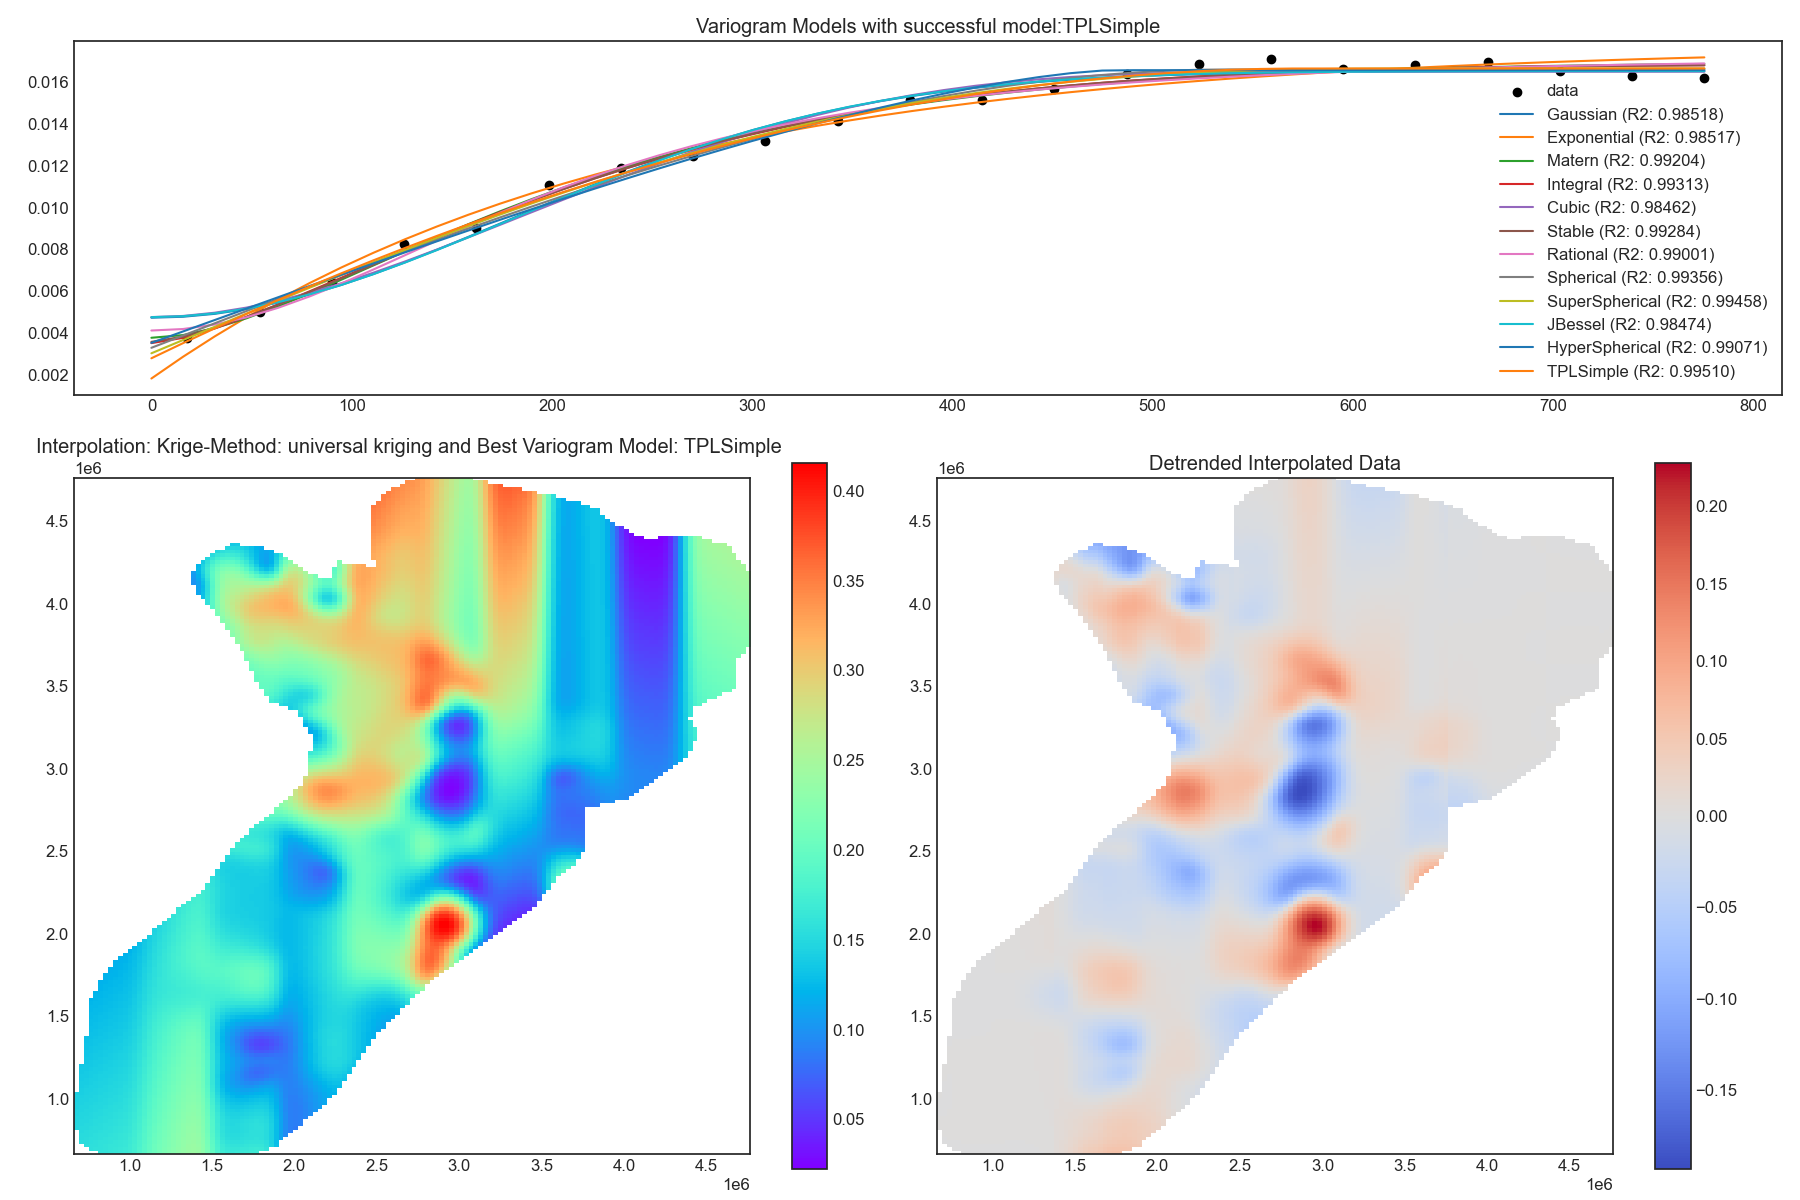 Variogram Models with successful model:TPLSimple
0.016
0.014
0.012
0.010
0.008
0.006
0.004
0.002
data
Gaussian (R2: 0.98518)
Exponential (R2: 0.98517)
Matern (R2: 0.99204)
Integral (R2: 0.99313)
Cubic (R2: 0.98462)
Stable (R2: 0.99284)
Rational (R2: 0.99001)
Spherical (R2: 0.99356)
SuperSpherical (R2: 0.99458)
JBessel (R2: 0.98474)
HyperSpherical (R2: 0.99071)
TPLSimple (R2: 0.99510)
0 100 200 300 400 500 600 700 800
Interpolation: Krige-Method: universal kriging and Best Variogram Model: TPLSimple
1e6
4.5
4.0
3.5
3.0
2.5
2.0
1.5
1.0
1.0 1.5 2.0 2.5 3.0 3.5 4.0 4.5
1e6
0.40
0.35
0.30
0.25
0.20
0.15
0.10
0.05
Detrended Interpolated Data
1e6
4.5
4.0
3.5
3.0
2.5
2.0
1.5
1.0
1.0 1.5 2.0 2.5 3.0 3.5 4.0 4.5
1e6
0.20
0.15
0.10
0.05
0.00
−0.05
−0.10
−0.15